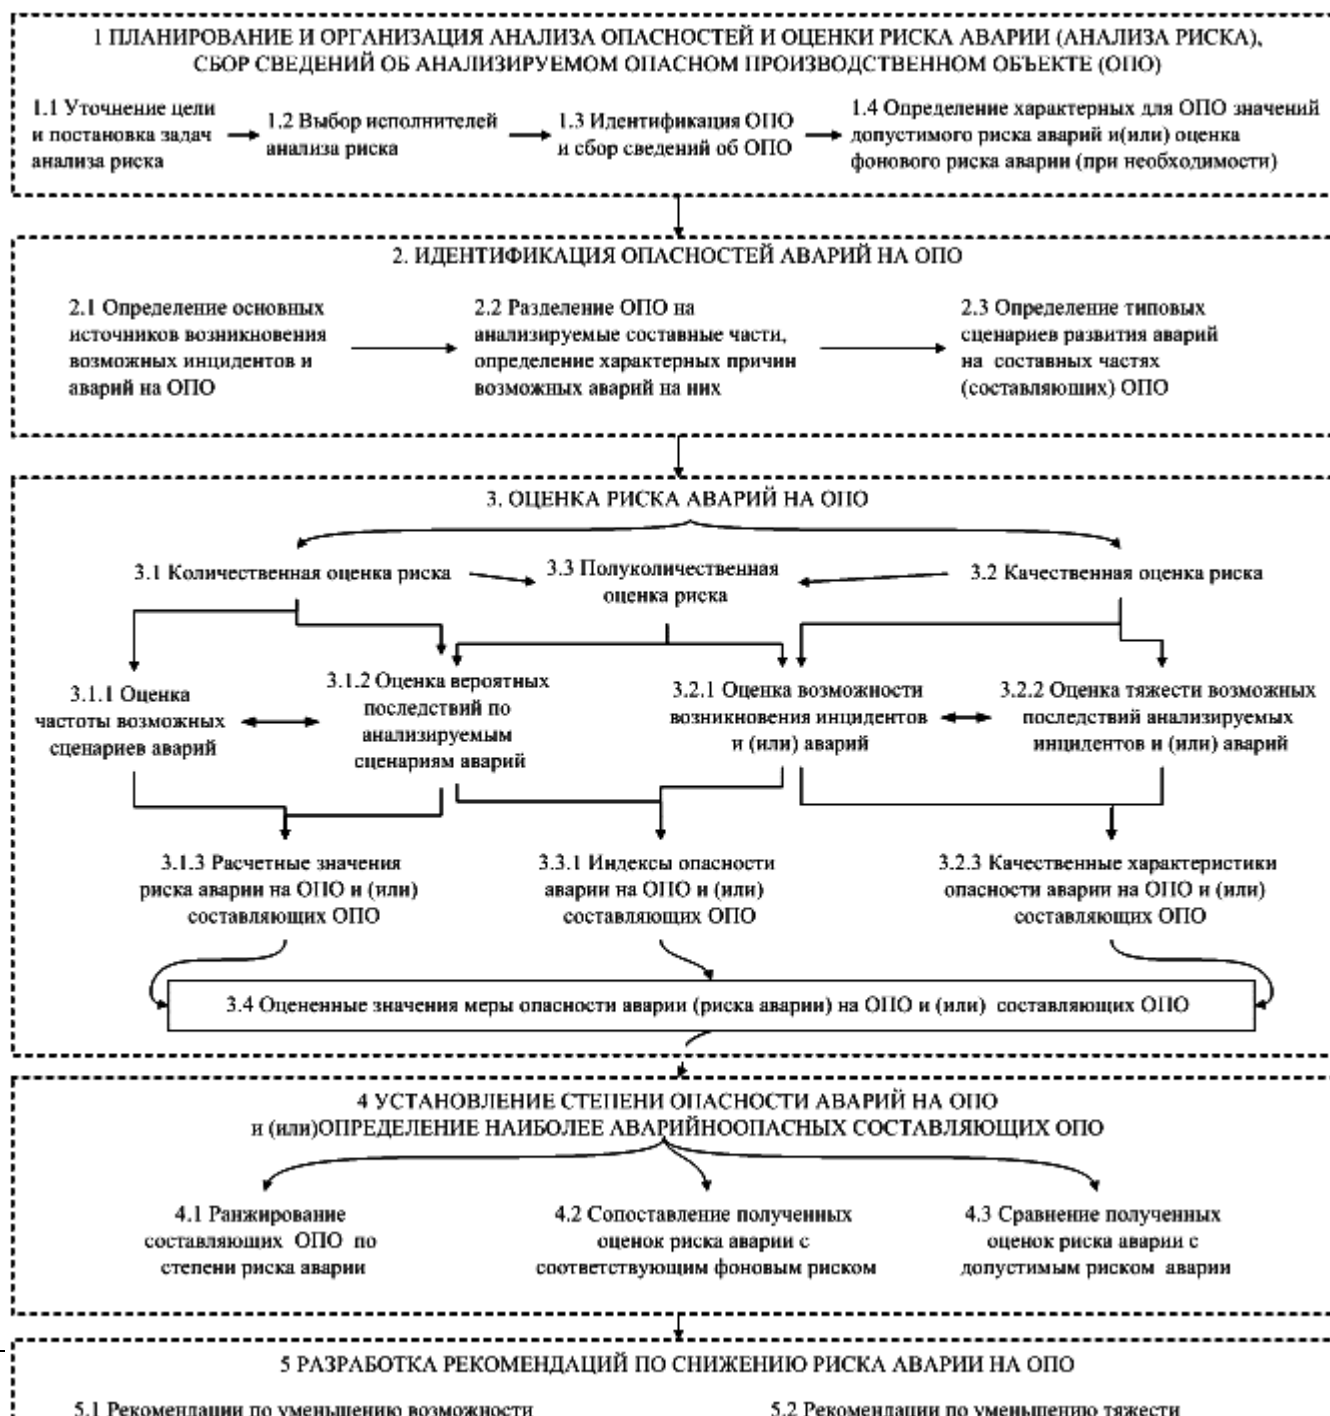 1 ПЛАНИРОВАНИЕ И ОРГАНИЗАЦИЯ АНАЛИЗА ОПАСНОСТЕЙ И ОЦЕНКИ РИСКА АВАРИИ (АНАЛИЗА РИСКА),
СБОР СВЕДЕНИЙ ОБ АНАЛИЗИРУЕМОМ ОПАСНОМ ПРОИЗВОДСТВЕННОМ ОБЪЕКТЕ (ОПО)
1.1 Уточнение цели
и постановка задач
анализа риска
1.2 Выбор исполнителей
анализа риска
1.3 Идентификация ОПО
и сбор сведений об ОПО
1.4 Определение характерных для ОПО значений
допустимого риска аварий и(или) оценка
фонового риска аварии (при необходимости)
2. ИДЕНТИФИКАЦИЯ ОПАСНОСТЕЙ АВАРИЙ НА ОПО
2.1 Определение основных
источников возникновения
возможных инцидентов и
аварий на ОПО
2.2 Разделение ОПО на
анализируемые составные части,
определение характерных причин
возможных аварий на них
2.3 Определение типовых
сценариев развития аварий
на составных частях
(составляющих) ОПО
3. ОЦЕНКА РИСКА АВАРИЙ НА ОПО
3.1 Количественная оценка риска
3.3 Полуколичественная
оценка риска
3.2 Качественная оценка риска
3.1.1 Оценка
частоты возможных
сценариев аварий
3.1.2 Оценка вероятных
последствий по
анализируемым
сценариям аварий
3.2.1 Оценка возможности
возникновения инцидентов
и (или) аварий
3.2.2 Оценка тяжести возможных
последствий анализируемых
инцидентов и (или) аварий
3.1.3 Расчетные значения
риска аварии на ОПО и (или)
составляющих ОПО
3.3.1 Индексы опасности
аварии на ОПО и (или)
составляющих ОПО
3.2.3 Качественные характеристики
опасности аварии на ОПО и (или)
составляющих ОПО
3.4 Оцененные значения меры опасности аварии (риска аварии) на ОПО и (или) составляющих ОПО
4 УСТАНОВЛЕНИЕ СТЕПЕНИ ОПАСНОСТИ АВАРИЙ НА ОПО
и (или)ОПРЕДЕЛЕНИЕ НАИБОЛЕЕ АВАРИЙНООПАСНЫХ СОСТАВЛЯЮЩИХ ОПО
4.1 Ранжирование
составляющих ОПО по
степени риска аварии
4.2 Сопоставление полученных
оценок риска аварии с
соответствующим фоновым риском
4.3 Сравнение полученных
оценок риска аварии с
допустимым риском аварии
5 РАЗРАБОТКА РЕКОМЕНДАЦИЙ ПО СНИЖЕНИЮ РИСКА АВАРИИ НА ОПО
5.1 Рекомендации по уменьшению возможности
5.2 Рекомендации по уменьшению тяжести